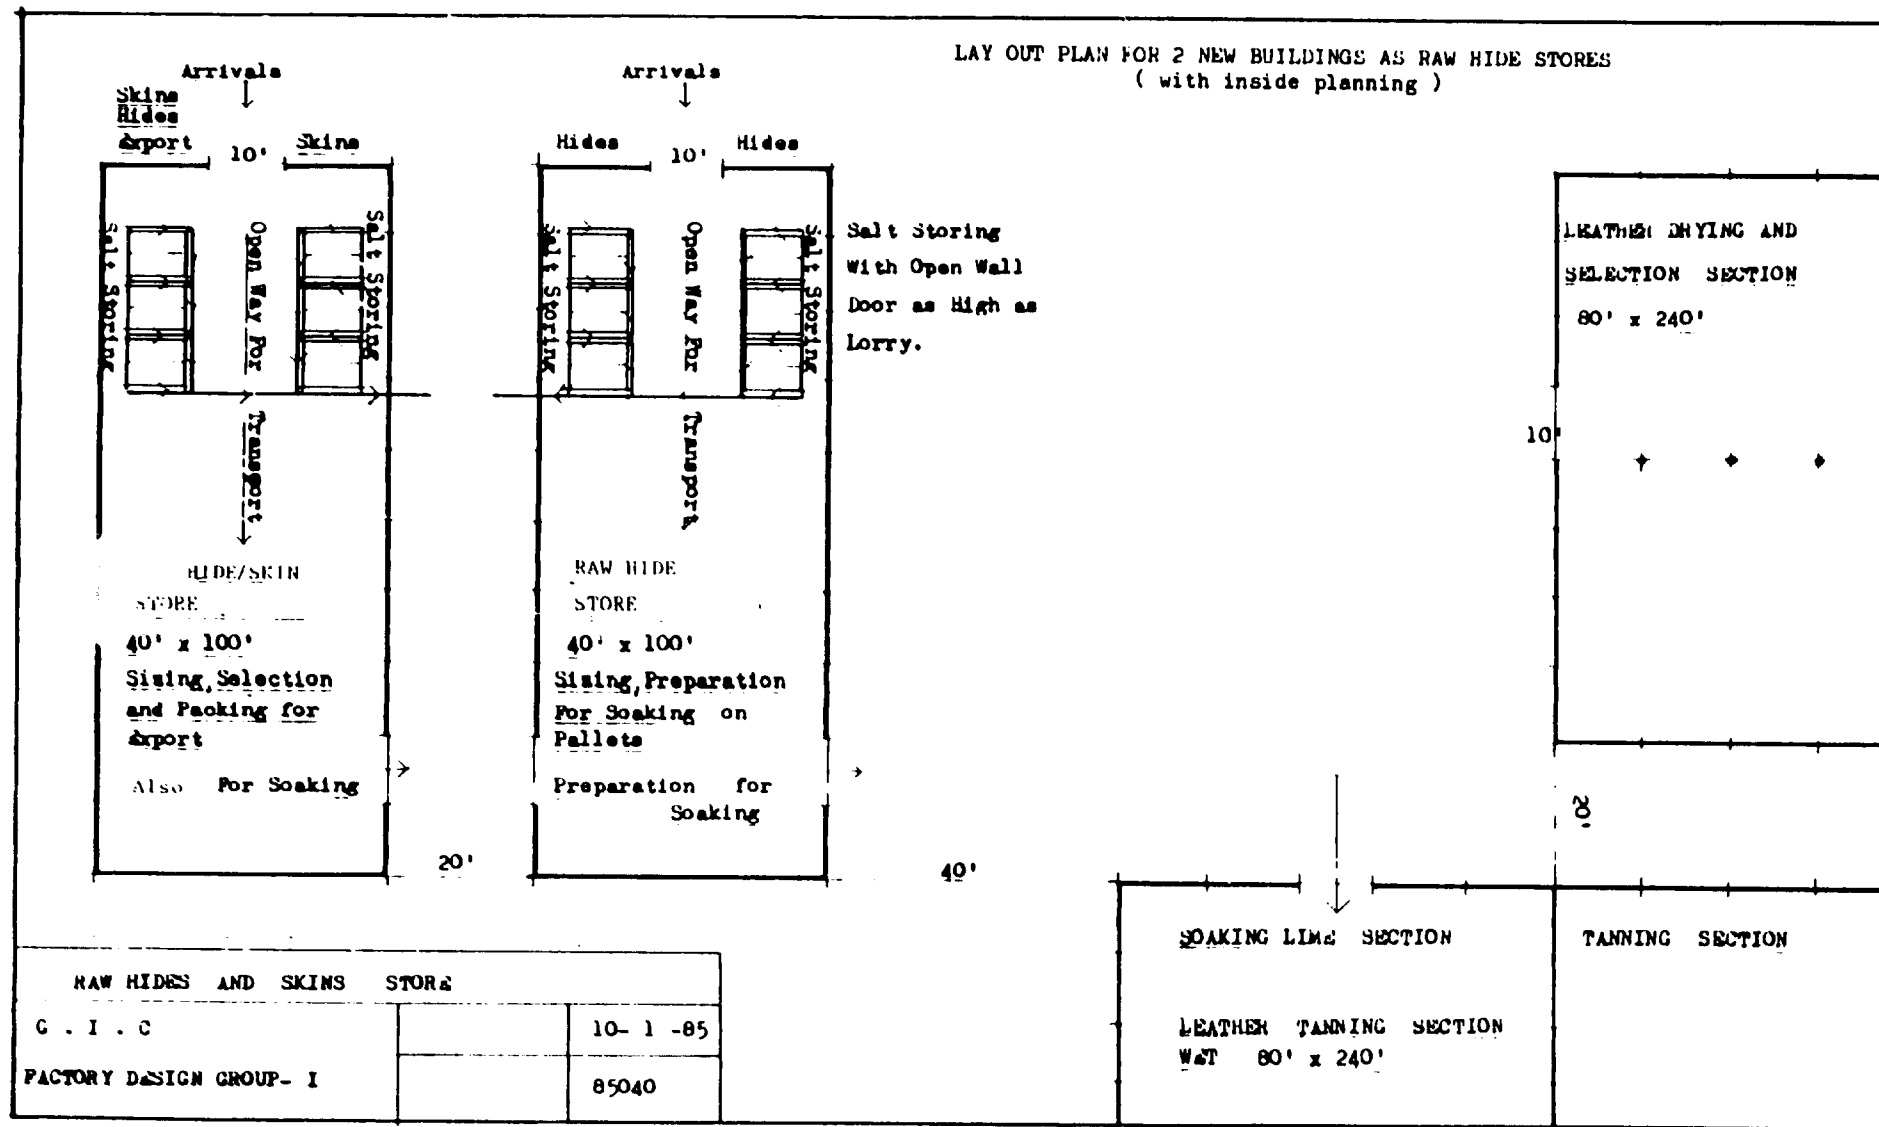 LAY OUT PLAN FOR 2 NEW BUILDINGS AS RAW HIDE STORES
( with inside planning )
Arrivals
Skins
Hides
Export
10'
Skins
Salt Storing
Open Way For Transport
Salt Storing
HIDE/SKIN
STORE
40' x 100'
Sizing, Selection
and Packing for
Export
Also For Soaking
20'
Arrivals
Hides
10'
Hides
Salt Storing
Open Way For Transport
Salt Storing
RAW HIDE
STORE
40' x 100'
Sizing, Preparation
For Soaking on
Pallets
Preparation for
Soaking
40'
Salt Storing
With Open Wall
Door as High as
Lorry.
LEATHER DRYING AND
SELECTION SECTION
80' x 240'
10'
20'
SOAKING LIME SECTION
LEATHER TANNING SECTION
WET 80' x 240'
TANNING SECTION
RAW HIDES AND SKINS STORE
G . I . C
10- 1 -85
FACTORY DESIGN GROUP- I
85040